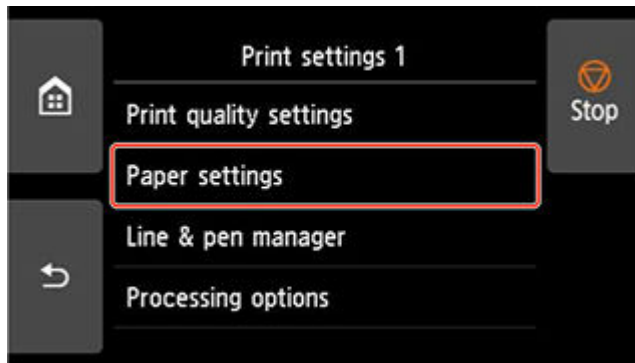 Print settings 1
Stop
Print quality settings
Paper settings
Line & pen manager
Processing options